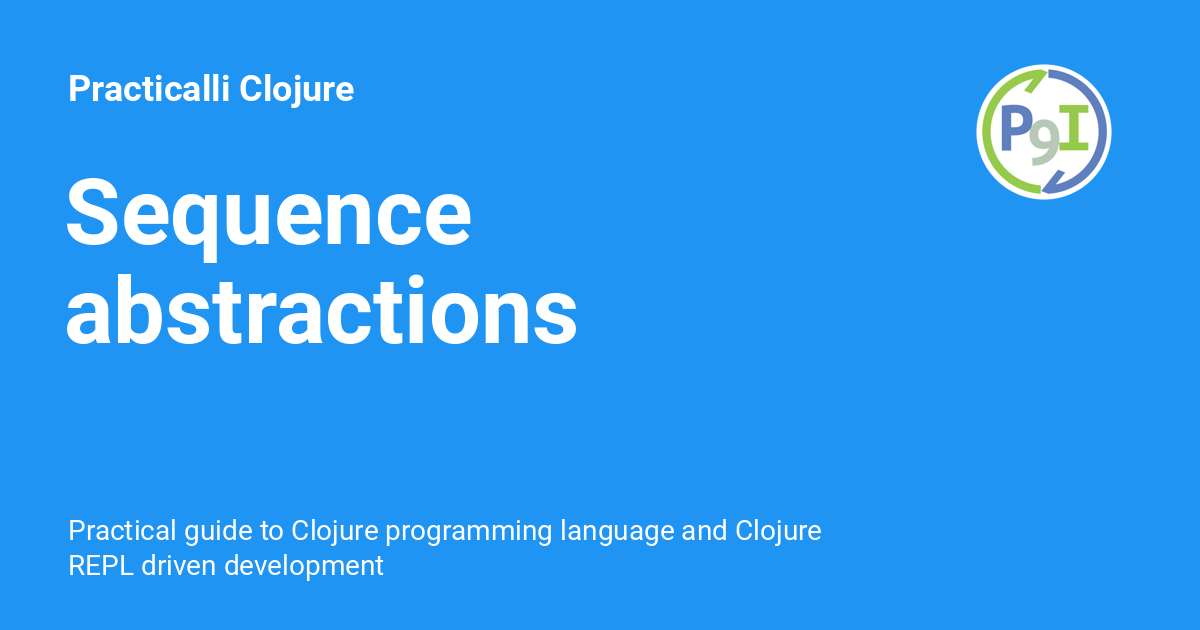 Practicalli Clojure
P9I
Sequence
abstractions
Practical guide to Clojure programming language and Clojure
REPL driven development